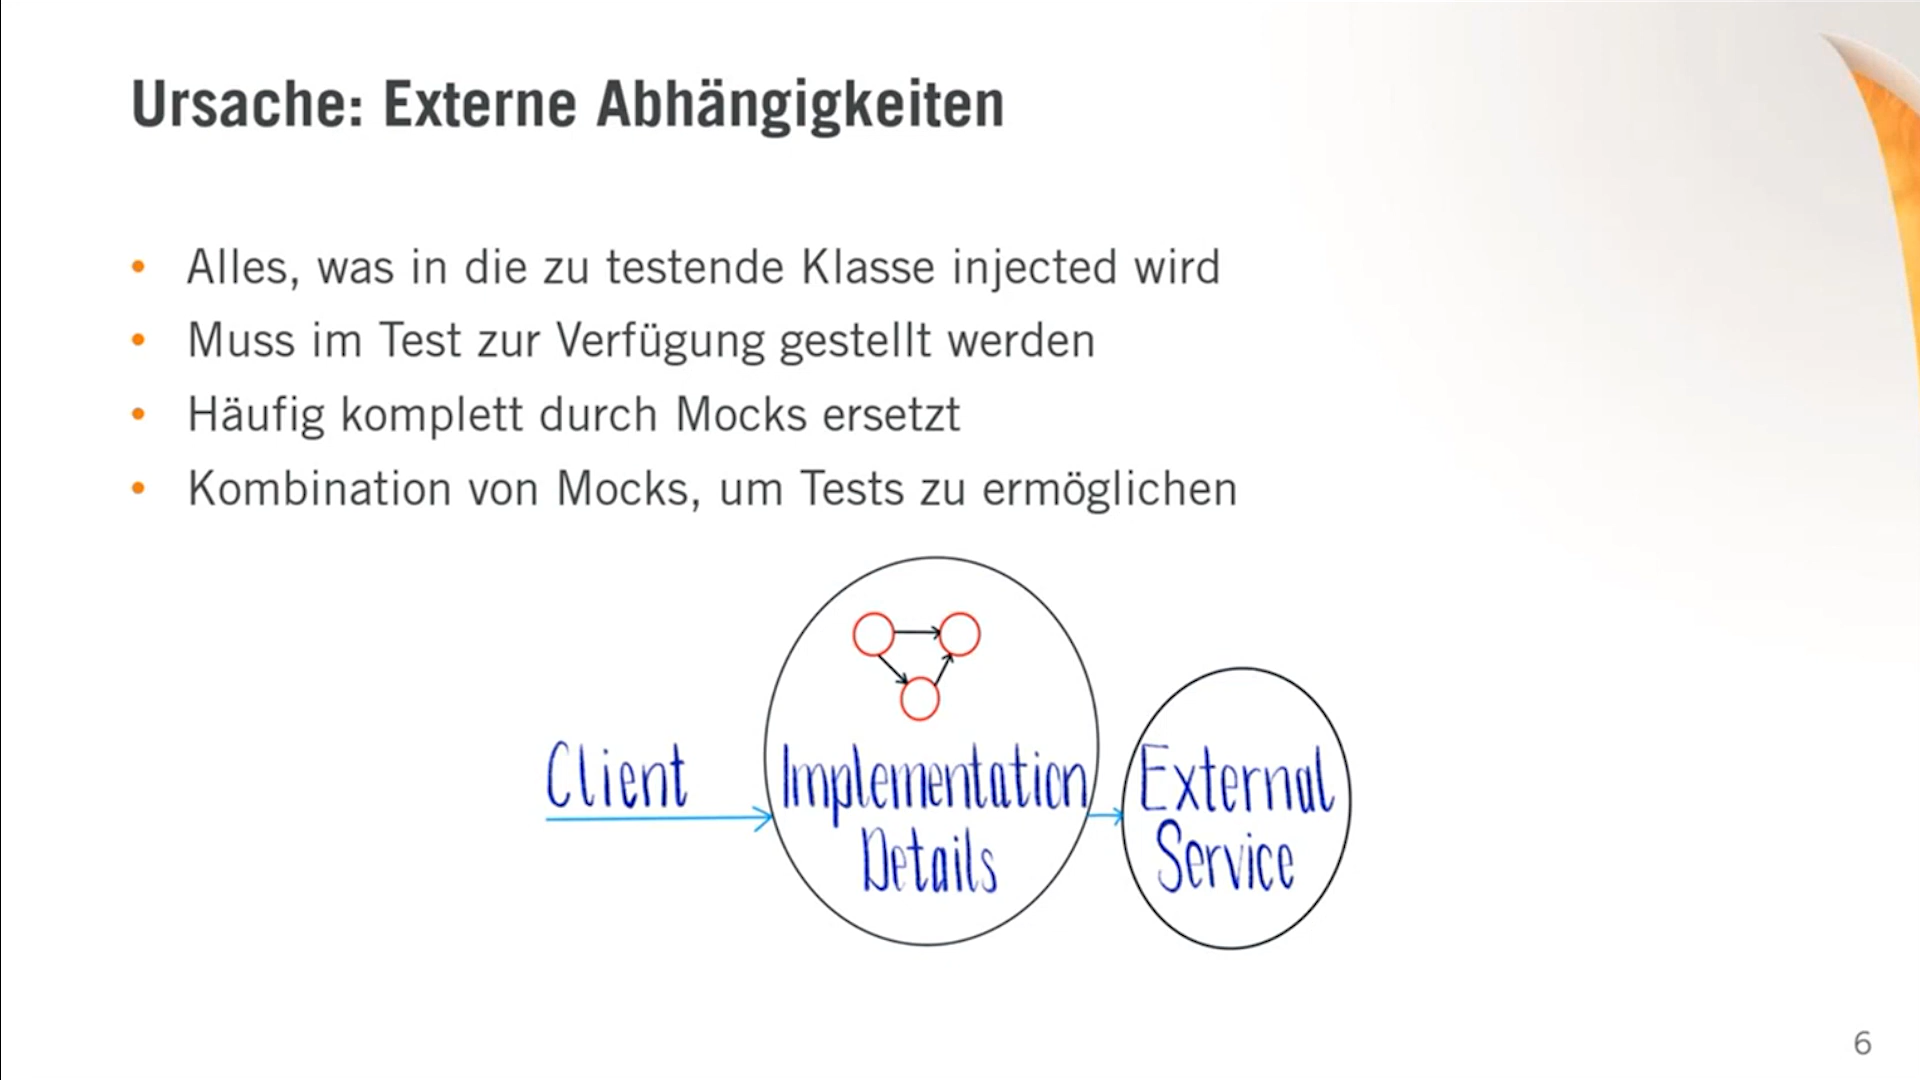 Ursache: Externe Abhängigkeiten
• Alles, was in die zu testende Klasse injected wird
• Muss im Test zur Verfügung gestellt werden
• Häufig komplett durch Mocks ersetzt
• Kombination von Mocks, um Tests zu ermöglichen
Client
Implementation
Details
External
Service
6